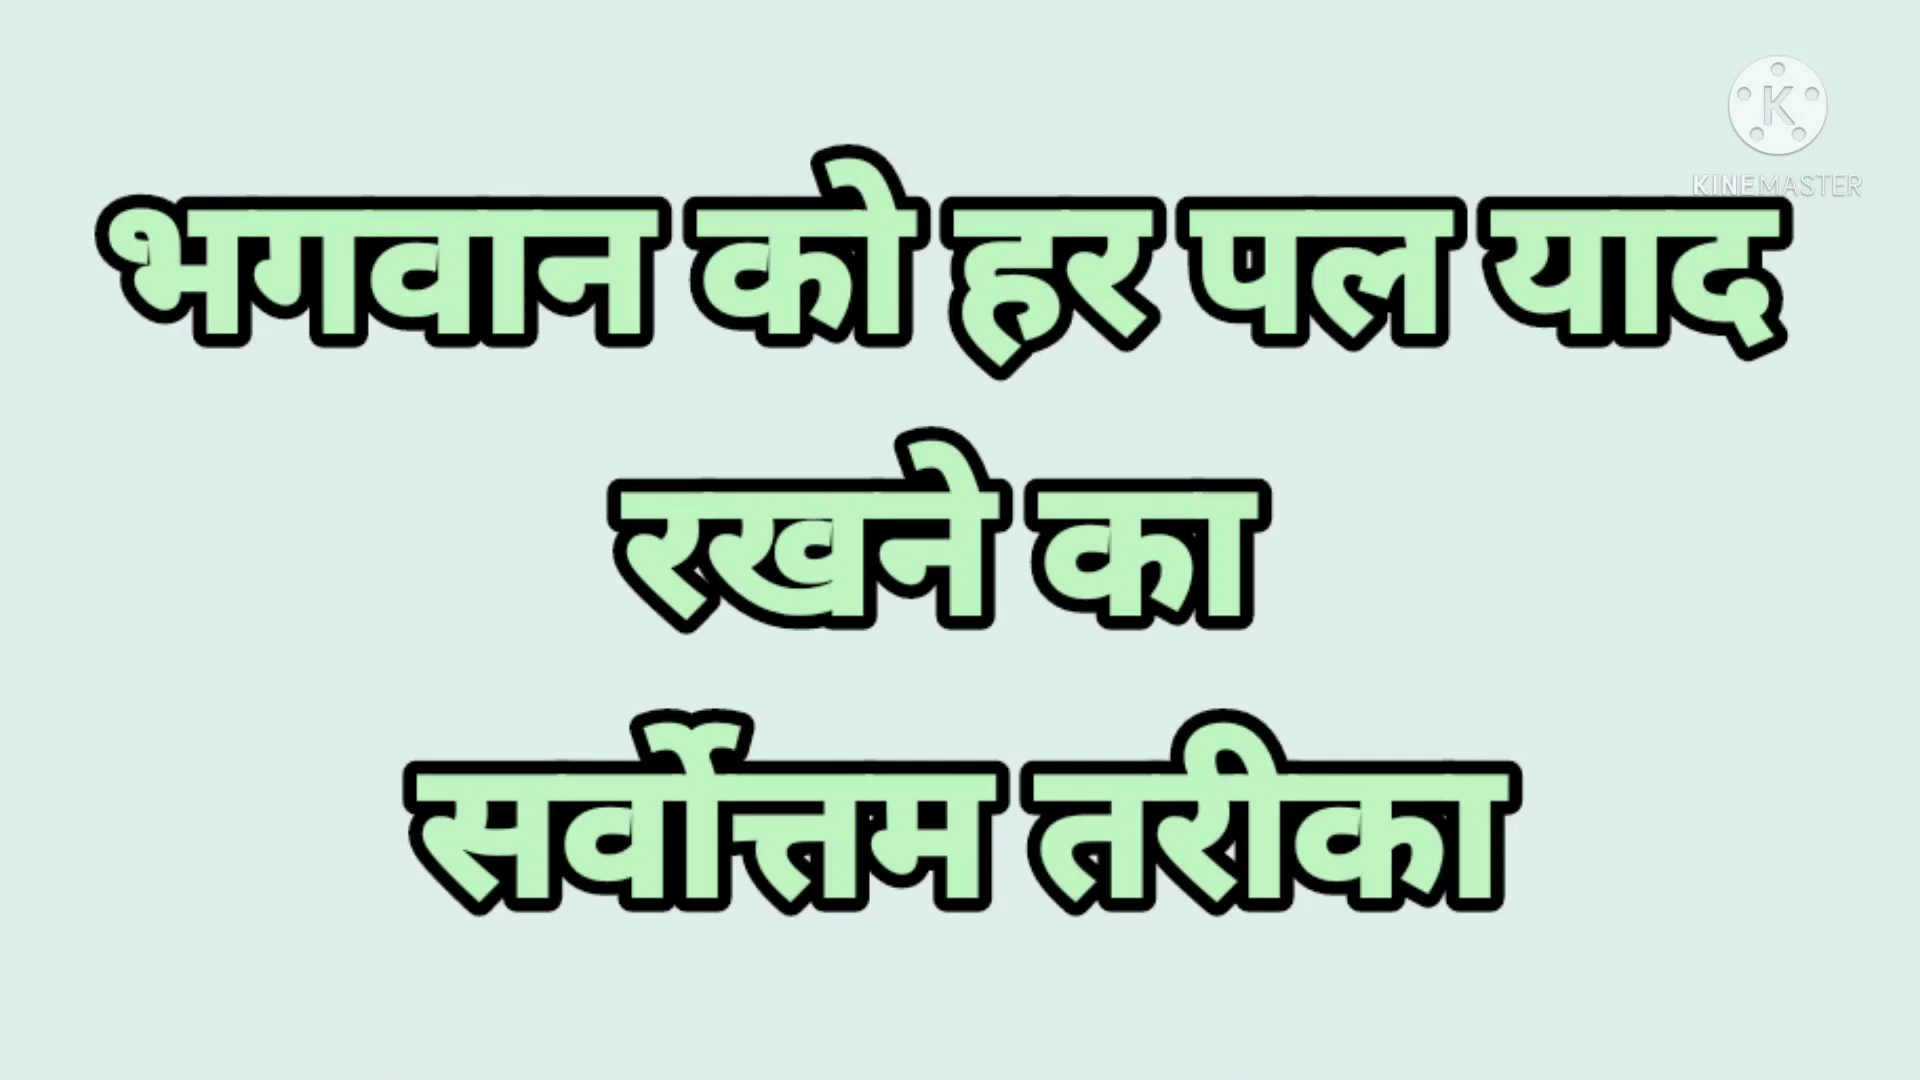 K
KINEMASTER
भगवान को हर पल याद
रखने का
सर्वोत्तम तरीका